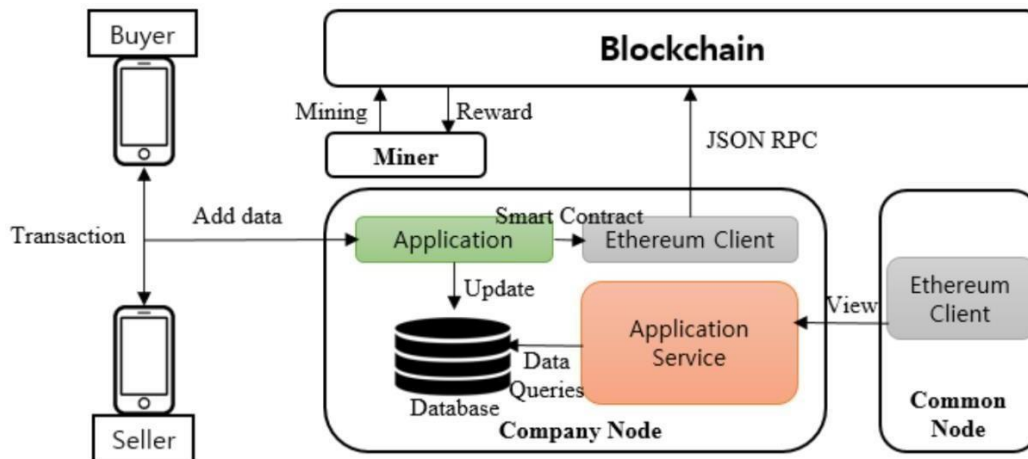 Buyer
Blockchain
Mining
Reward
Miner
JSON RPC
Transaction
Add data
Smart Contract
Application
Ethereum Client
Update
Application
Service
View
Ethereum
Client
Data
Queries
Database
Company Node
Common
Node
Seller